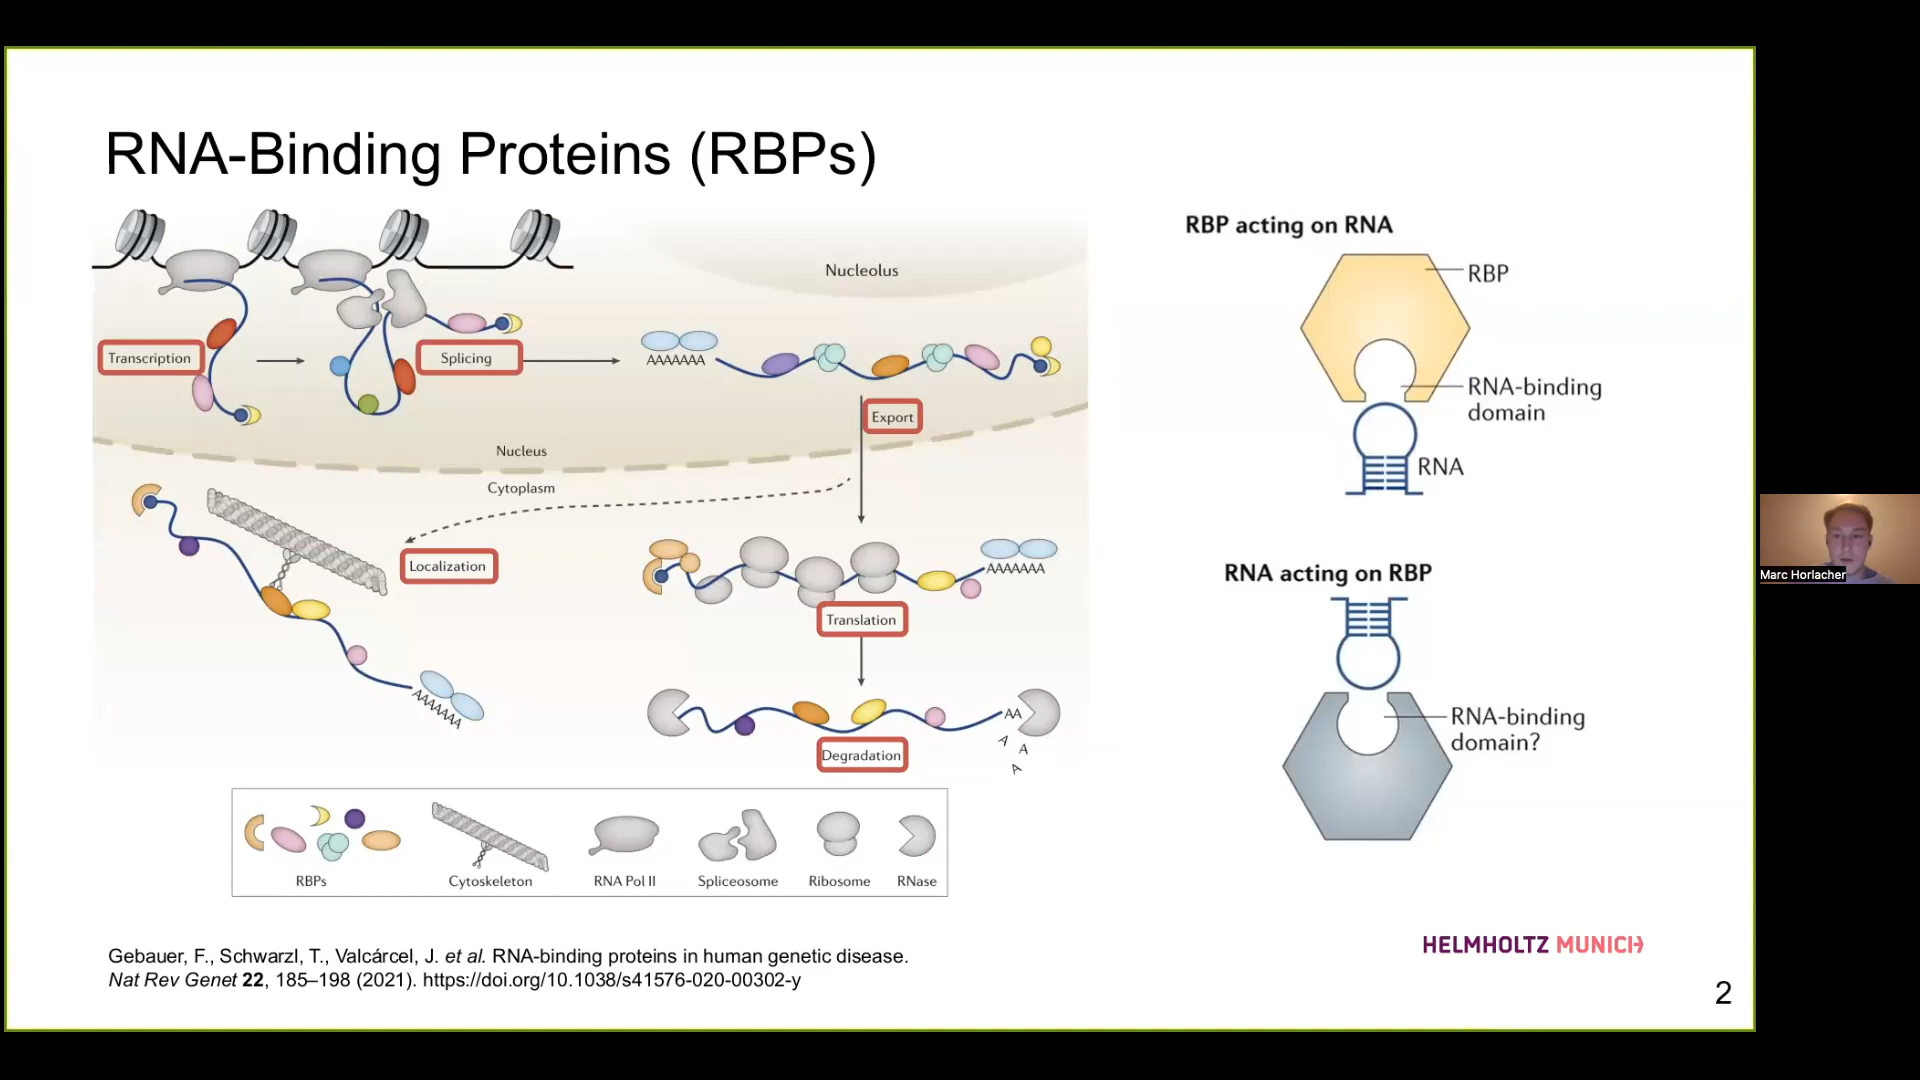 RNA-Binding Proteins (RBPs)
Nucleolus
Transcription
Splicing
AAAAAAA
Export
Nucleus
Cytoplasm
Localization
AAAAAAA
AAAAAAA
Translation
AA
A
A
A
Degradation
RBPs
Cytoskeleton
RNA Pol II
Spliceosome
Ribosome
RNase
RBP acting on RNA
RBP
RNA-binding
domain
RNA
RNA acting on RBP
RNA-binding
domain?
Gebauer, F., Schwarzl, T., Valcárcel, J. et al. RNA-binding proteins in human genetic disease.
Nat Rev Genet 22, 185–198 (2021). https://doi.org/10.1038/s41576-020-00302-y
HELMHOLTZ MUNICH
2
Marc Horlacher